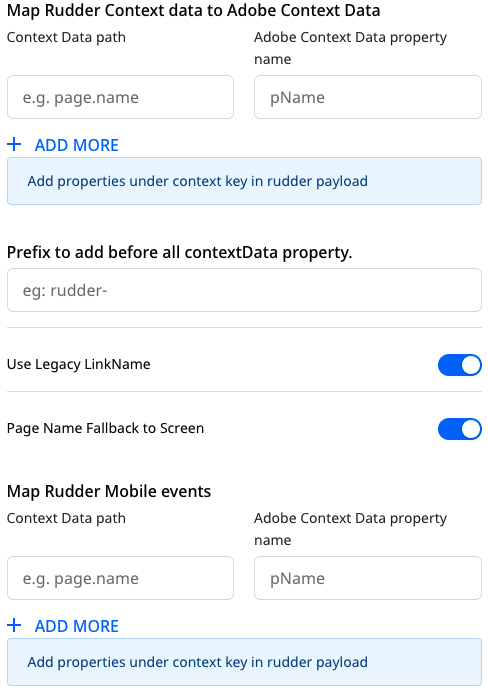 Map Rudder Context data to Adobe Context Data
Context Data path
Adobe Context Data property
name
e.g. page.name
pName
+ ADD MORE
Add properties under context key in rudder payload
Prefix to add before all contextData property.
eg: rudder-
Use Legacy LinkName
Page Name Fallback to Screen
Map Rudder Mobile events
Context Data path
Adobe Context Data property
name
e.g. page.name
pName
+ ADD MORE
Add properties under context key in rudder payload